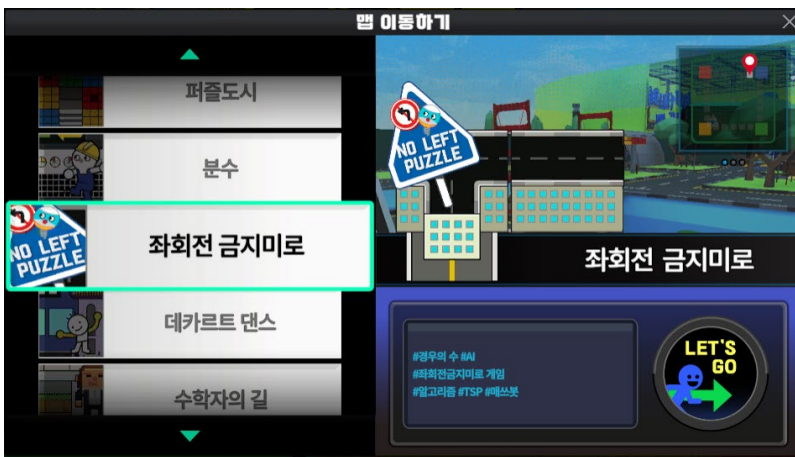 맵 이동하기
퍼즐도시
분수
NO LEFT
PUZZLE
좌회전 금지미로
데카르트 댄스
수학자의 길
NO LEFT
PUZZLE
좌회전 금지미로
#경우의 수 #AI
#좌회전금지미로 게임
#알고리즘 #TSP #매쓰봇
LET'S
GO